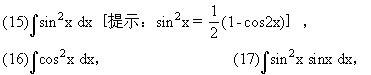 (15)∫sin²x dx [提示：sin²x = 1/2 (1-cos2x)] ，
(16)∫cos²x dx， (17)∫sin²x sinx dx，